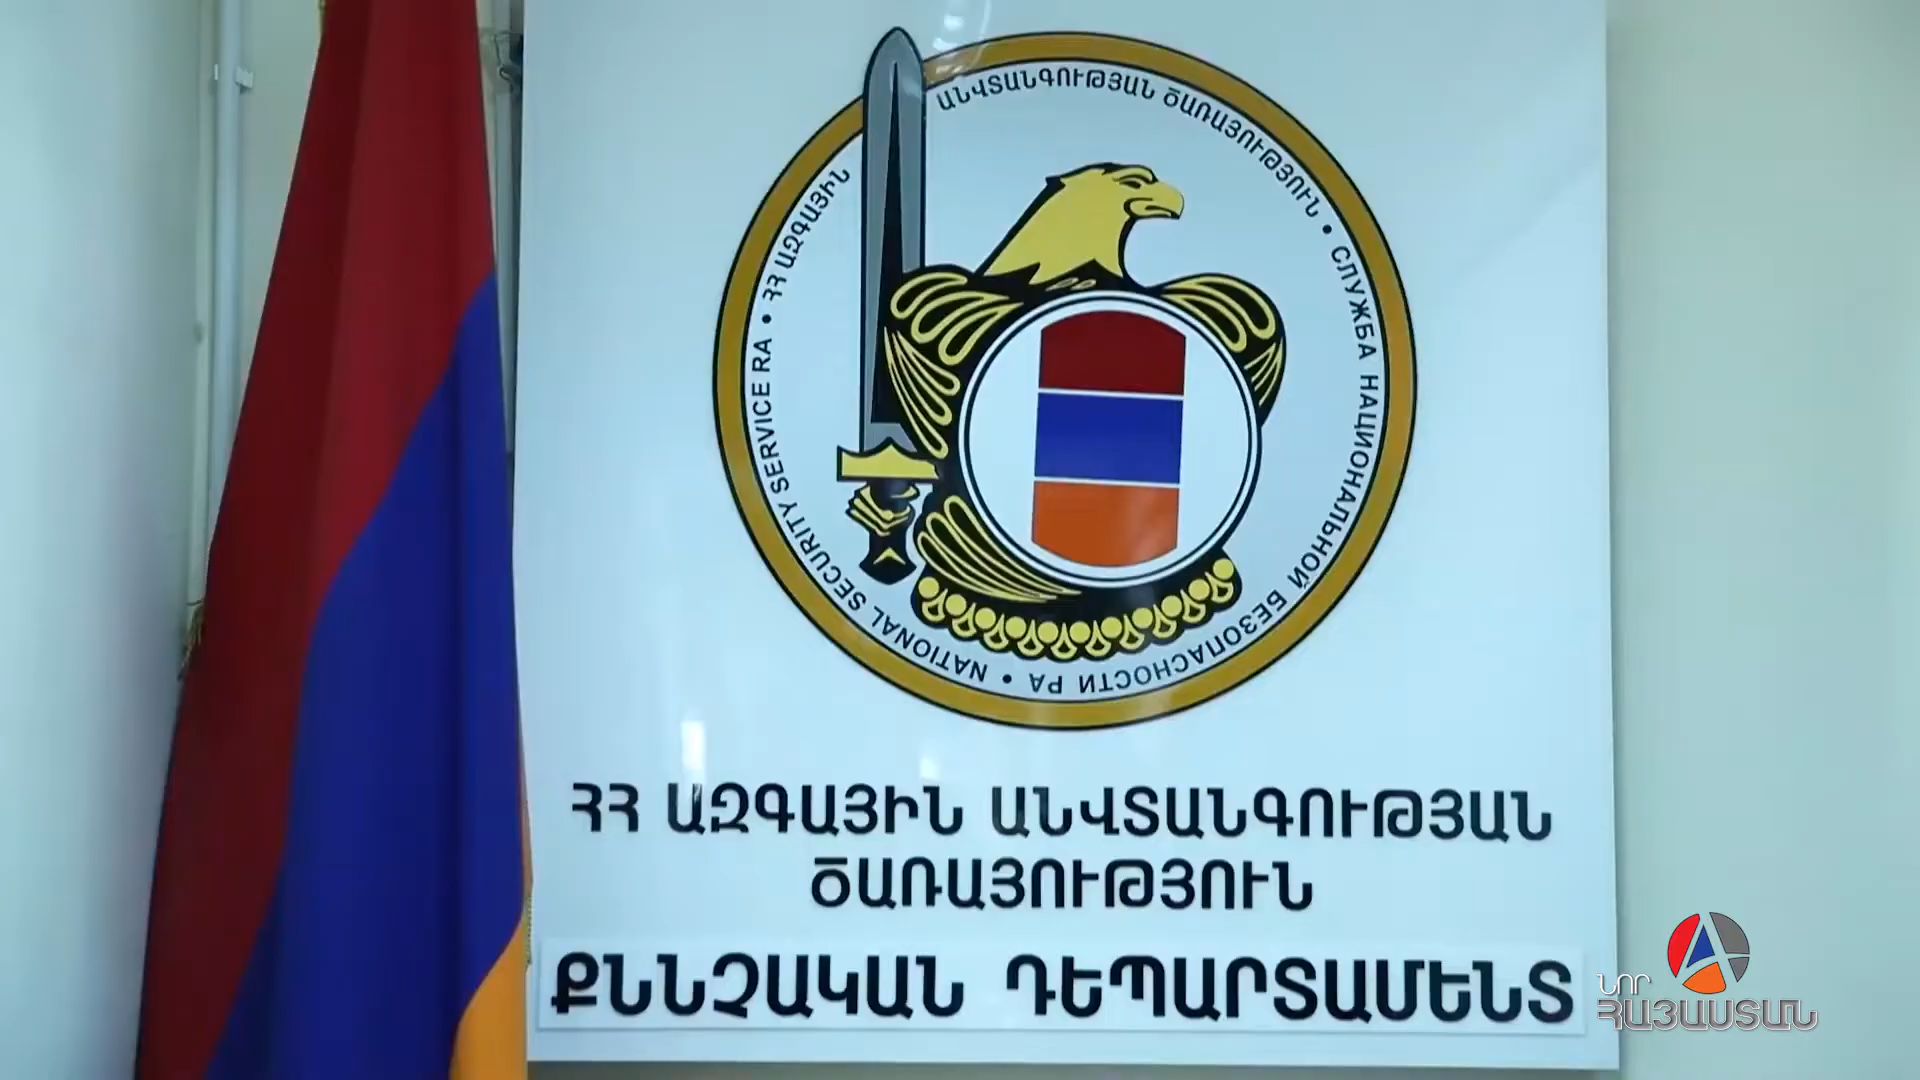 ՀՀ ԱԶԳԱՅԻՆ ԱՆՎՏԱՆԳՈՒԹՅԱՆ ԾԱՌԱՅՈՒԹՅՈՒՆ • СЛУЖБА НАЦИОНАЛЬНОЙ БЕЗОПАСНОСТИ РА • NATIONAL SECURITY SERVICE RA •
ՀՀ ԱԶԳԱՅԻՆ ԱՆՎՏԱՆԳՈՒԹՅԱՆ
ԾԱՌԱՅՈՒԹՅՈՒՆ
ՔՆՆՉԱԿԱՆ ԴԵՊԱՐՏԱՄԵՆՏ
ՆՈՐ
ՀԱՅԱՍՏԱՆ